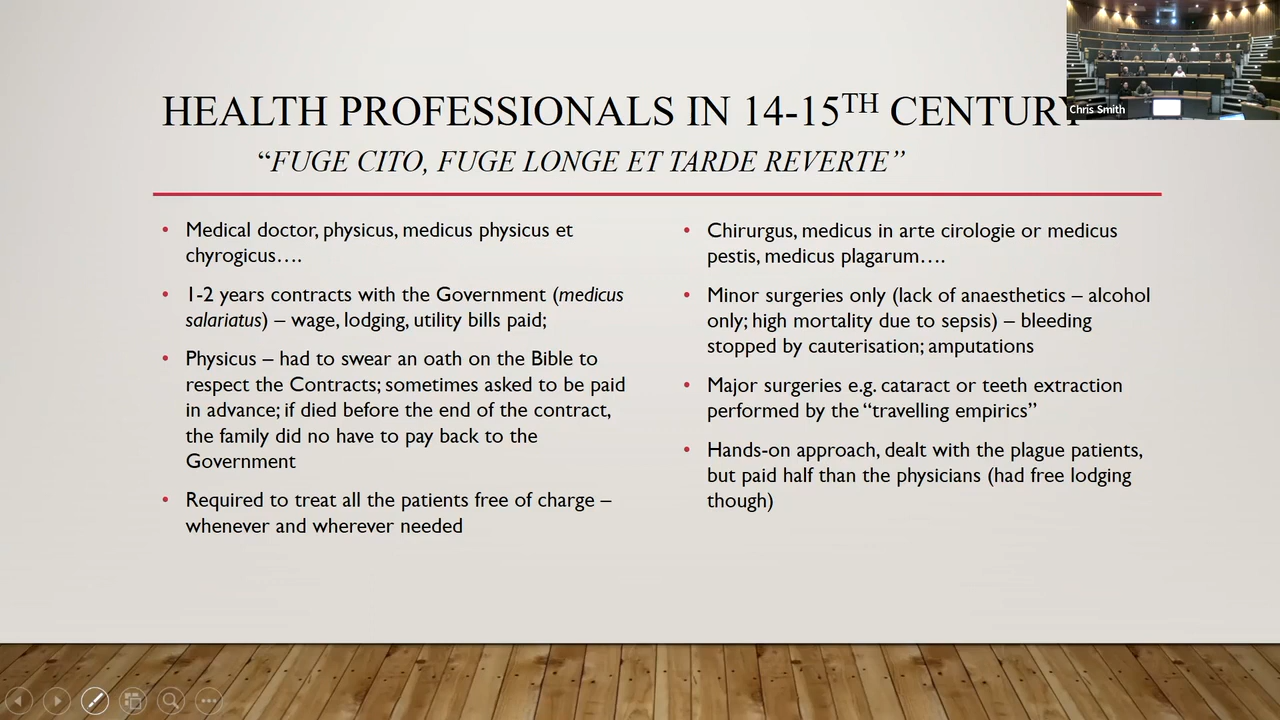 HEALTH PROFESSIONALS IN 14-15TH CENTURY
“FUGE CITO, FUGE LONGE ET TARDE REVERTE”
Medical doctor, physicus, medicus physicus et
chyrogicus….
1-2 years contracts with the Government (medicus
salariatus) – wage, lodging, utility bills paid;
Physicus – had to swear an oath on the Bible to
respect the Contracts; sometimes asked to be paid
in advance; if died before the end of the contract,
the family did no have to pay back to the
Government
Required to treat all the patients free of charge –
whenever and wherever needed
Chirurgus, medicus in arte cirologie or medicus
pestis, medicus plagarum….
Minor surgeries only (lack of anaesthetics – alcohol
only; high mortality due to sepsis) – bleeding
stopped by cauterisation; amputations
Major surgeries e.g. cataract or teeth extraction
performed by the “travelling empirics”
Hands-on approach, dealt with the plague patients,
but paid half than the physicians (had free lodging
though)
Chris Smith